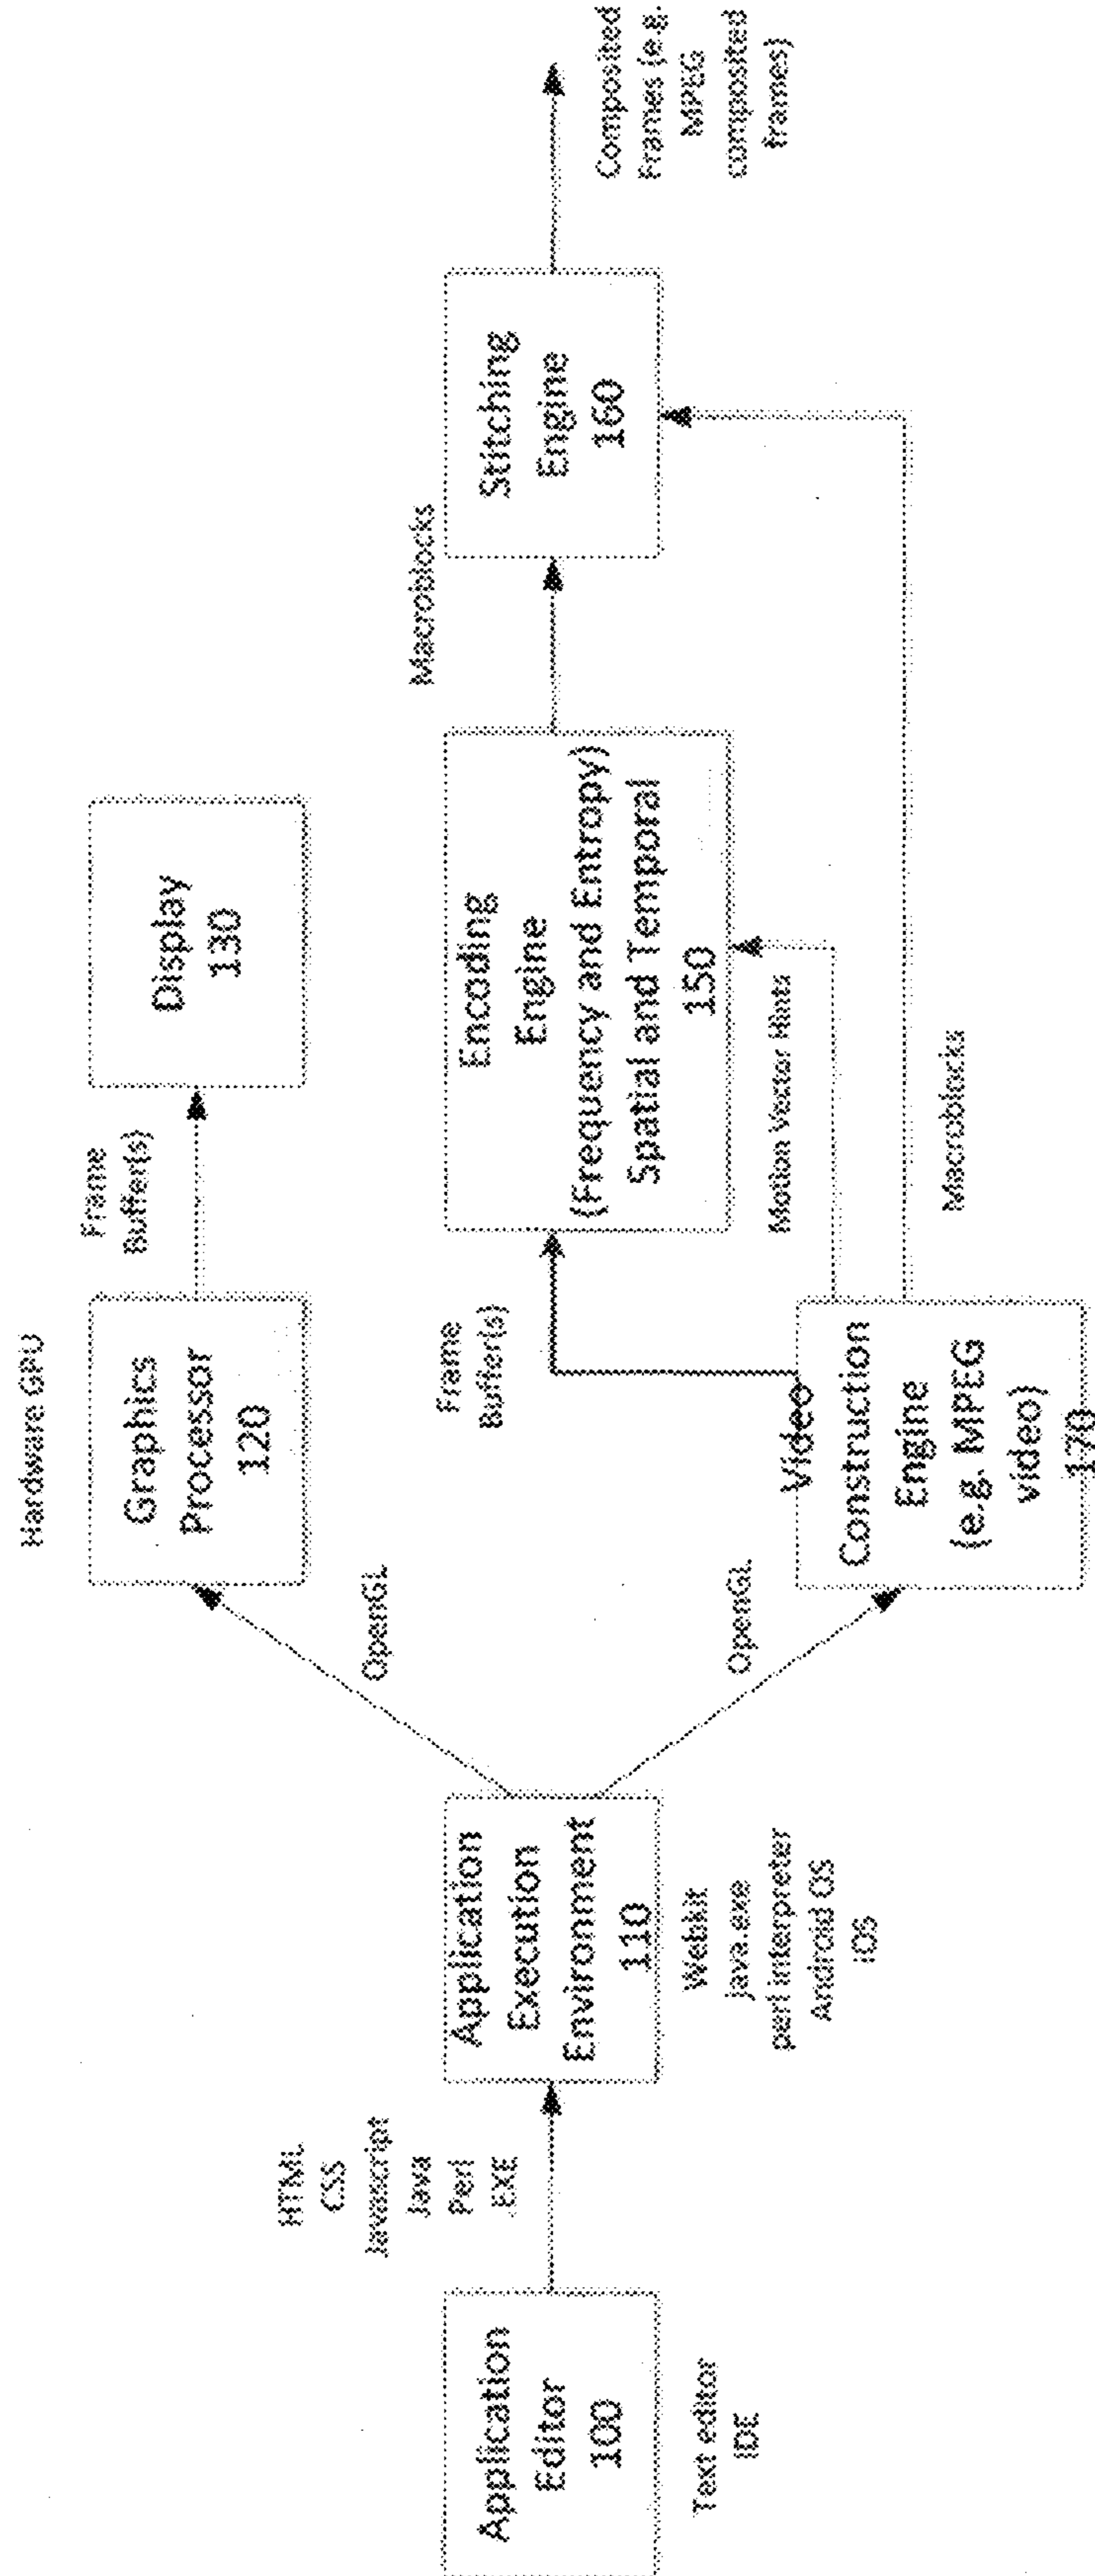 Application
Editor
100
Text editor
IDE
HTML
CSS
Javascript
Java
Perl
.EXE
Application
Execution
Environment
110
Webkit
java.exe
perl interpreter
Android OS
iOS
OpenGL
OpenGL
Hardware GPU
Graphics
Processor
120
Frame
Buffer(s)
Display
130
Video
Construction
Engine
(e.g. MPEG
video)
170
Frame
Buffer(s)
Motion Vector Hints
Macroblocks
Encoding
Engine
(Frequency and Entropy)
Spatial and Temporal
150
Macroblocks
Stitching
Engine
160
Composited
Frames (e.g.
MPEG
composited
frames)